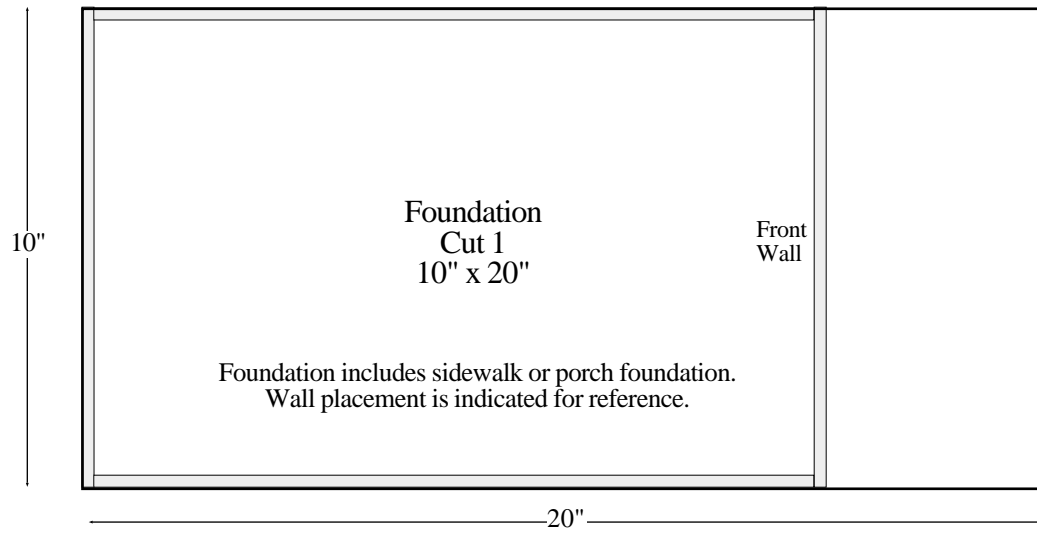 Foundation
Cut 1
10" x 20"
10"
Front
Wall
Foundation includes sidewalk or porch foundation.
Wall placement is indicated for reference.
20"